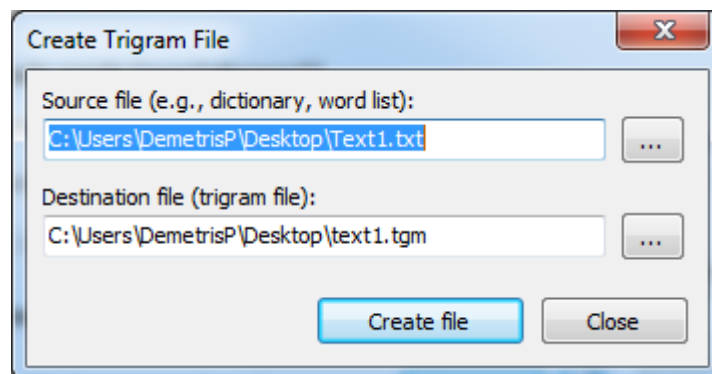 Create Trigram File
Source file (e.g., dictionary, word list):
C:\Users\DemetrisP\Desktop\Text1.txt
...
Destination file (trigram file):
C:\Users\DemetrisP\Desktop\text1.tgm
...
Create file Close